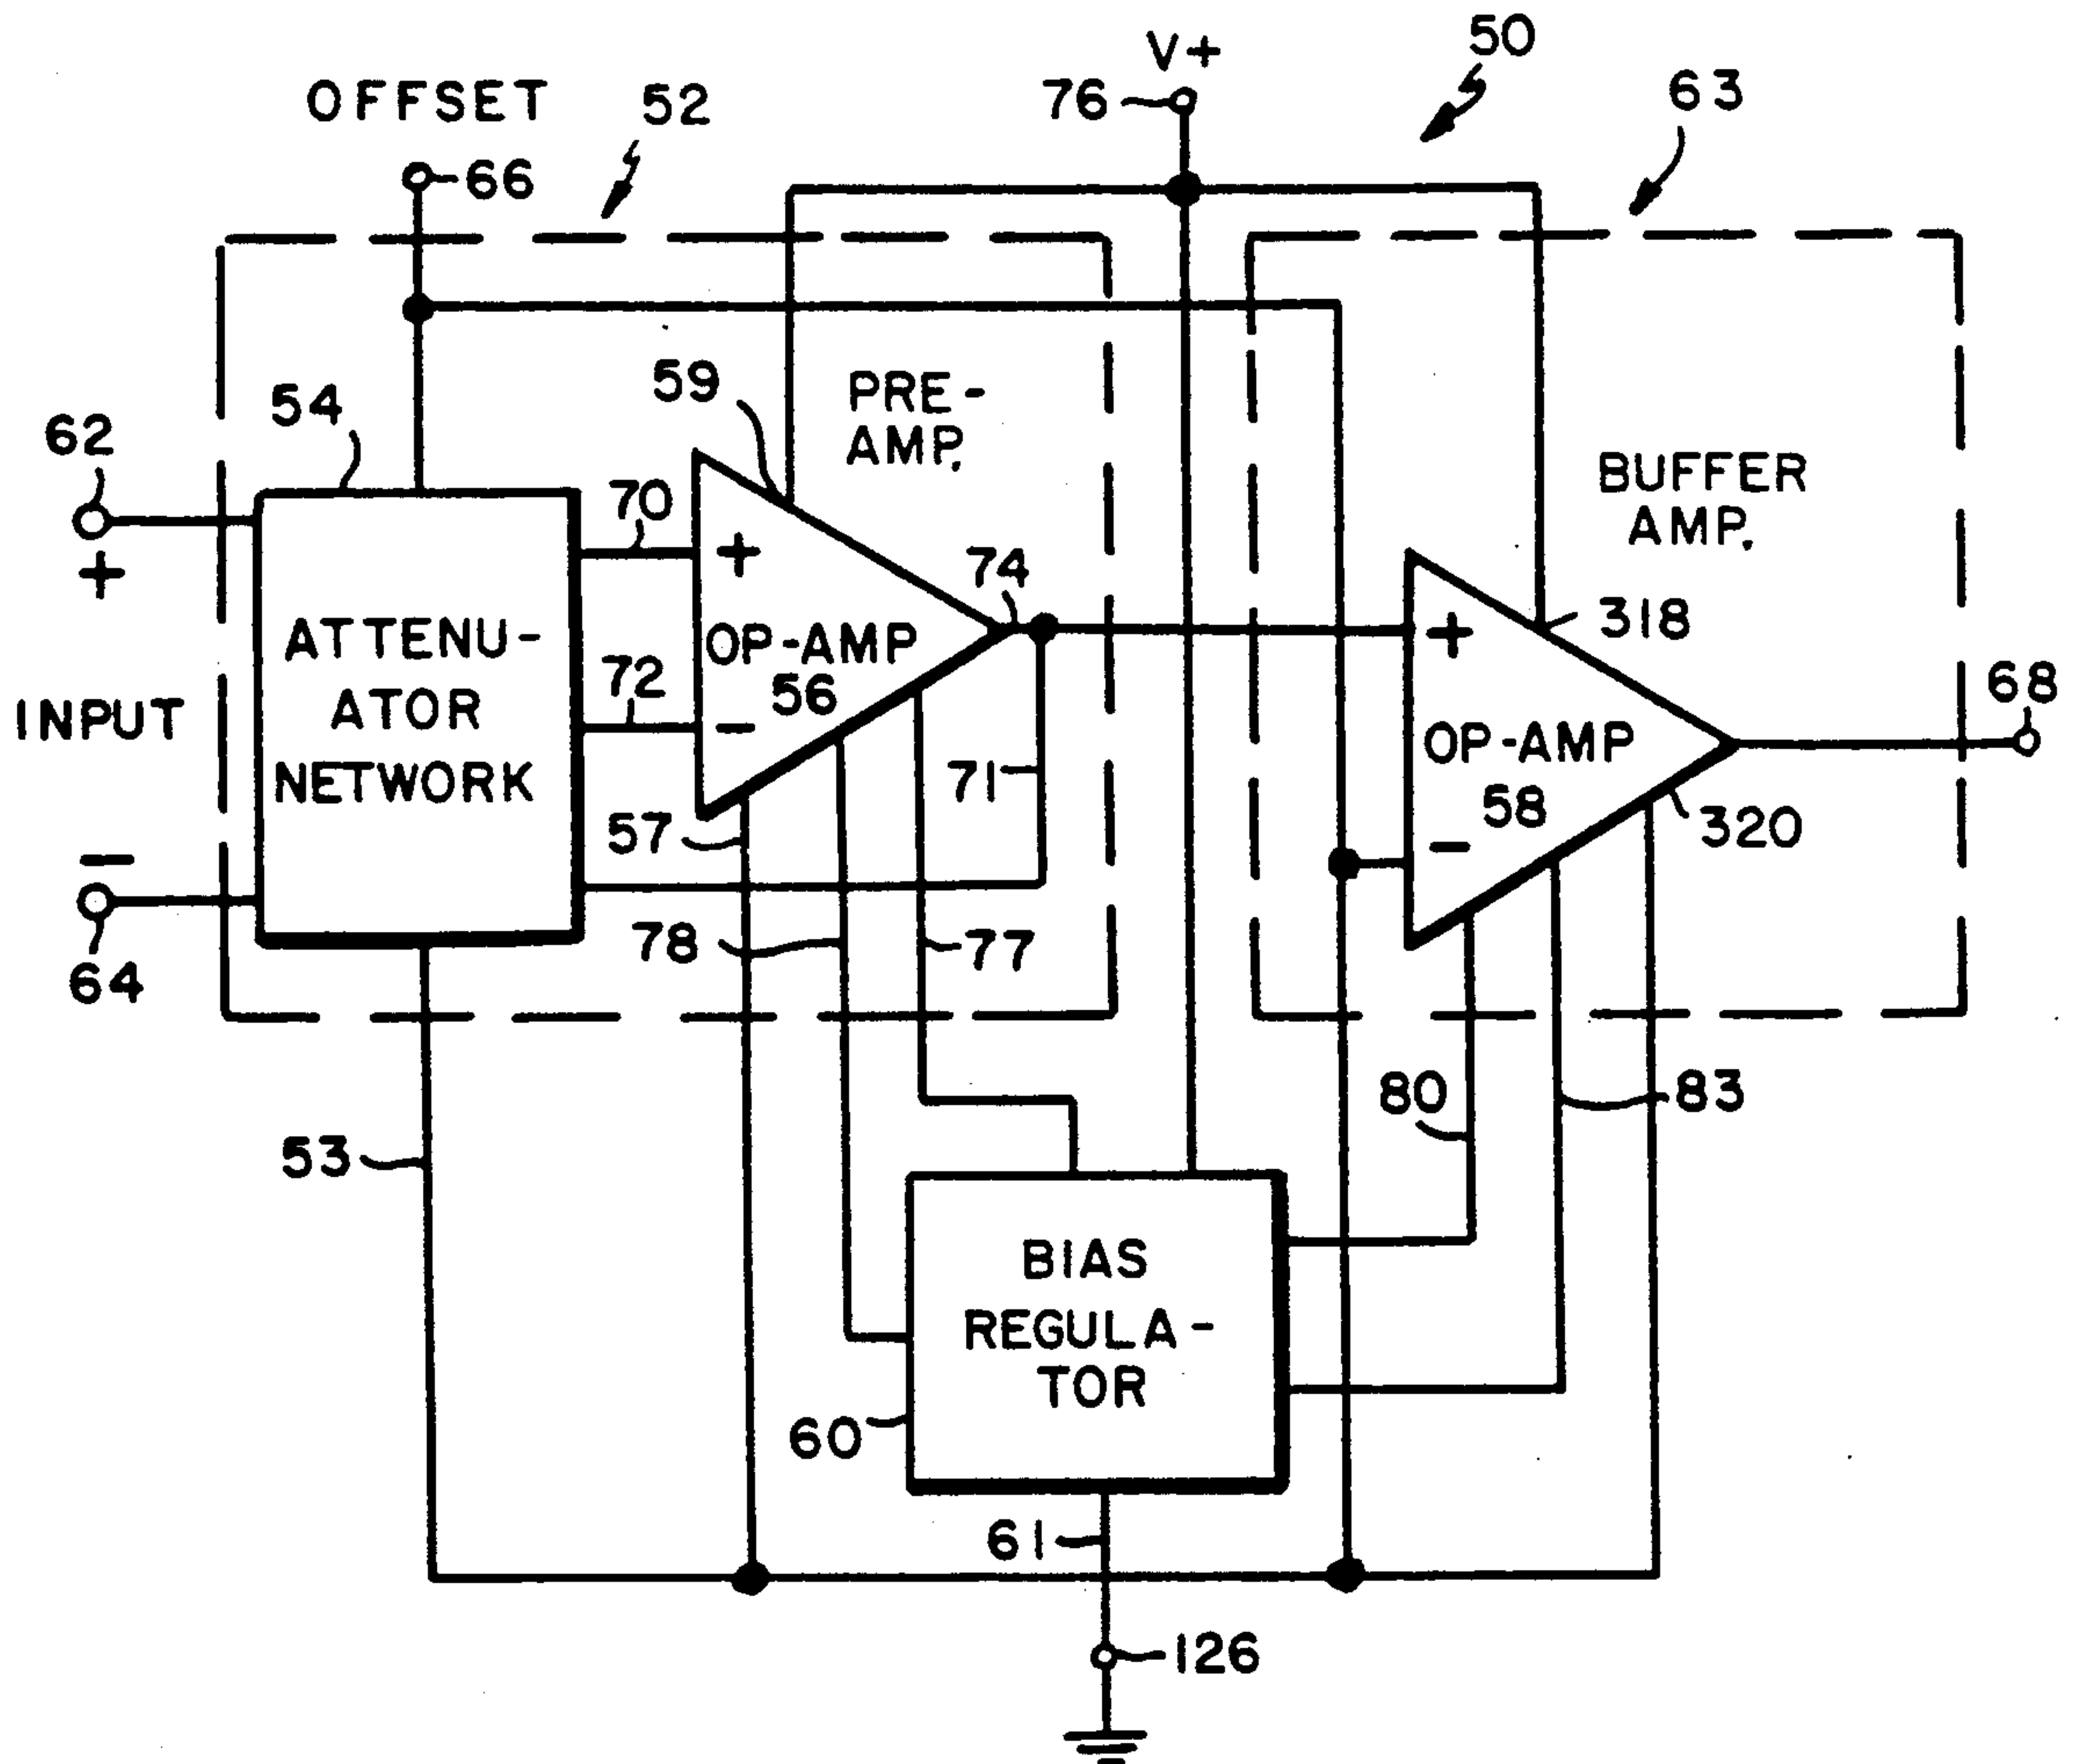 V+
50
76
63
OFFSET
52
66
59
PRE-
AMP.
54
62
+
BUFFER
AMP.
70
+
74
318
+
ATTENU-
ATOR
NETWORK
OP-AMP
56
72
−
68
INPUT
OP-AMP
58
71
57
320
−
−
78
77
64
80
83
53
BIAS
REGULA-
TOR
60
61
126